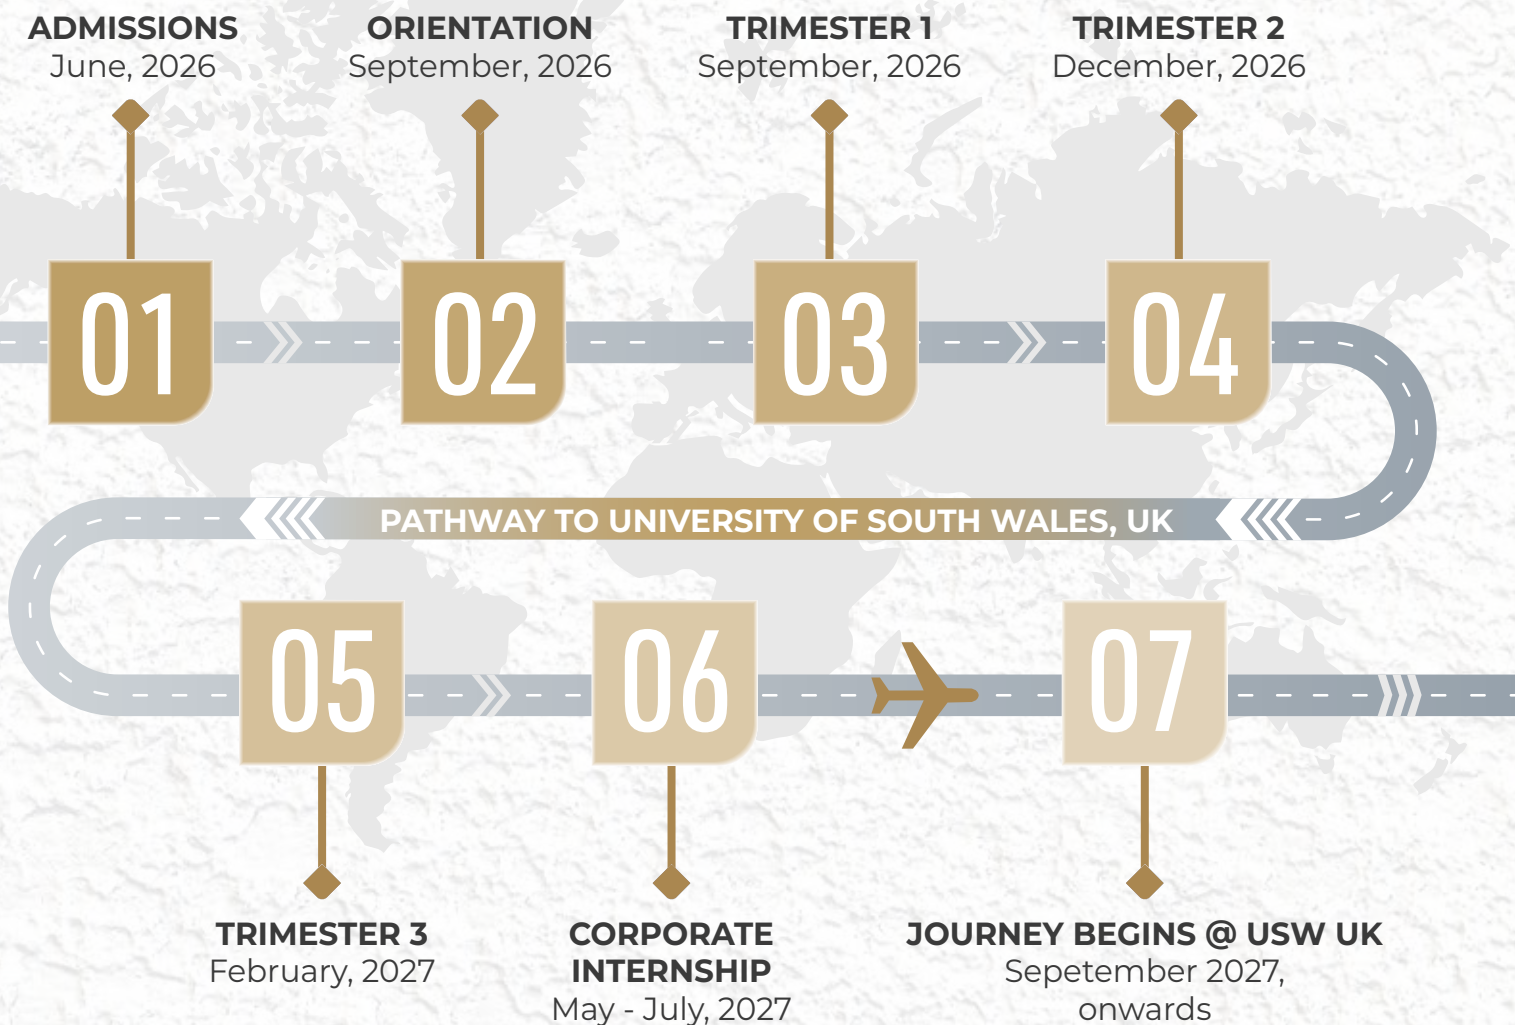 ADMISSIONS
June, 2026
ORIENTATION
September, 2026
TRIMESTER 1
September, 2026
TRIMESTER 2
December, 2026
01
02
03
04
PATHWAY TO UNIVERSITY OF SOUTH WALES, UK
05
06
07
TRIMESTER 3
February, 2027
CORPORATE
INTERNSHIP
May - July, 2027
JOURNEY BEGINS @ USW UK
Sepetember 2027,
onwards